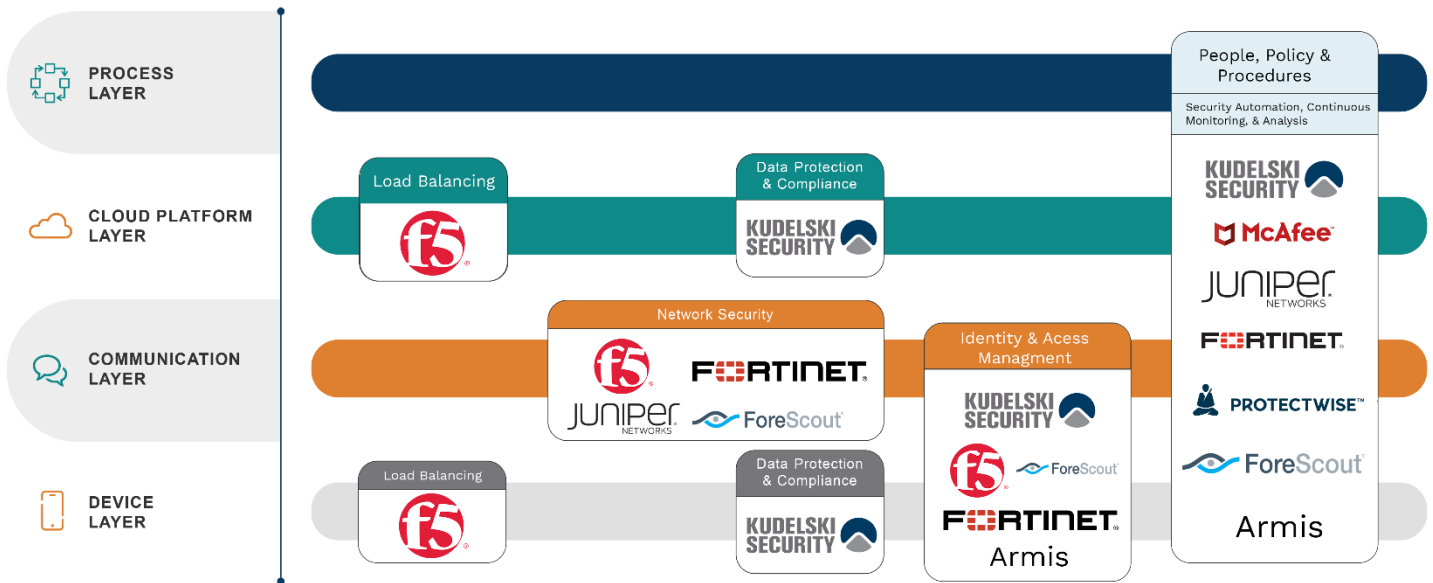 PROCESS
LAYER
People, Policy &
Procedures
Security Automation, Continuous
Monitoring, & Analysis
KUDELSKI
SECURITY
McAfee™
JUNIPER®
NETWORKS
FORTINET®
PROTECTWISE™
ForeScout
Armis
CLOUD PLATFORM
LAYER
Load Balancing
f5®
Data Protection
& Compliance
KUDELSKI
SECURITY
COMMUNICATION
LAYER
Network Security
f5®
FORTINET®
JUNIPER®
NETWORKS
ForeScout
Identity & Acess
Managment
KUDELSKI
SECURITY
f5®
ForeScout
FORTINET®
Armis
DEVICE
LAYER
Load Balancing
f5®
Data Protection
& Compliance
KUDELSKI
SECURITY